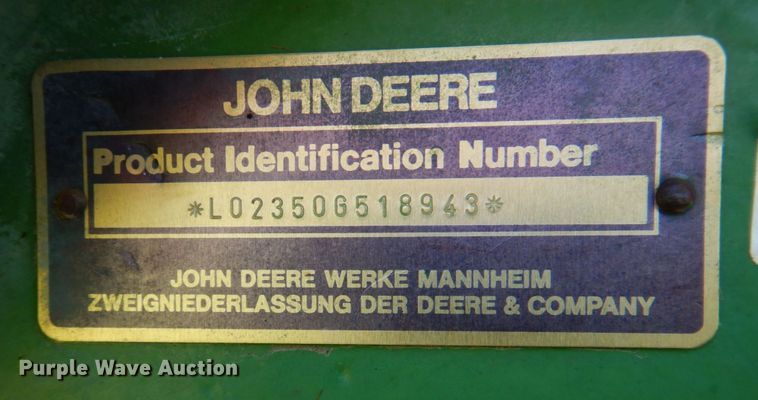 JOHN DEERE
Product Identification Number
*L02350G518943*
JOHN DEERE WERKE MANNHEIM
ZWEIGNIEDERLASSUNG DER DEERE & COMPANY
Purple Wave Auction